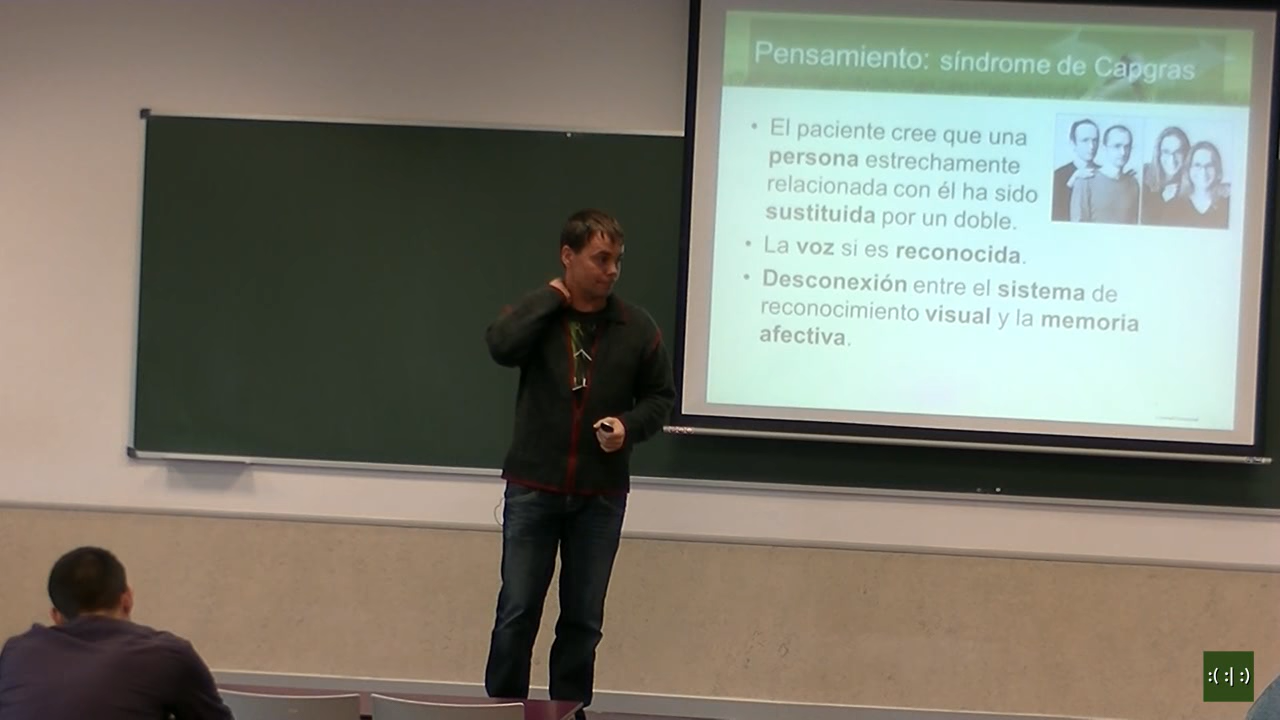 Pensamiento: síndrome de Capgras
• El paciente cree que una
persona estrechamente
relacionada con él ha sido
sustituida por un doble.
• La voz si es reconocida.
• Desconexión entre el sistema de
reconocimiento visual y la memoria
afectiva.
:( :| :)